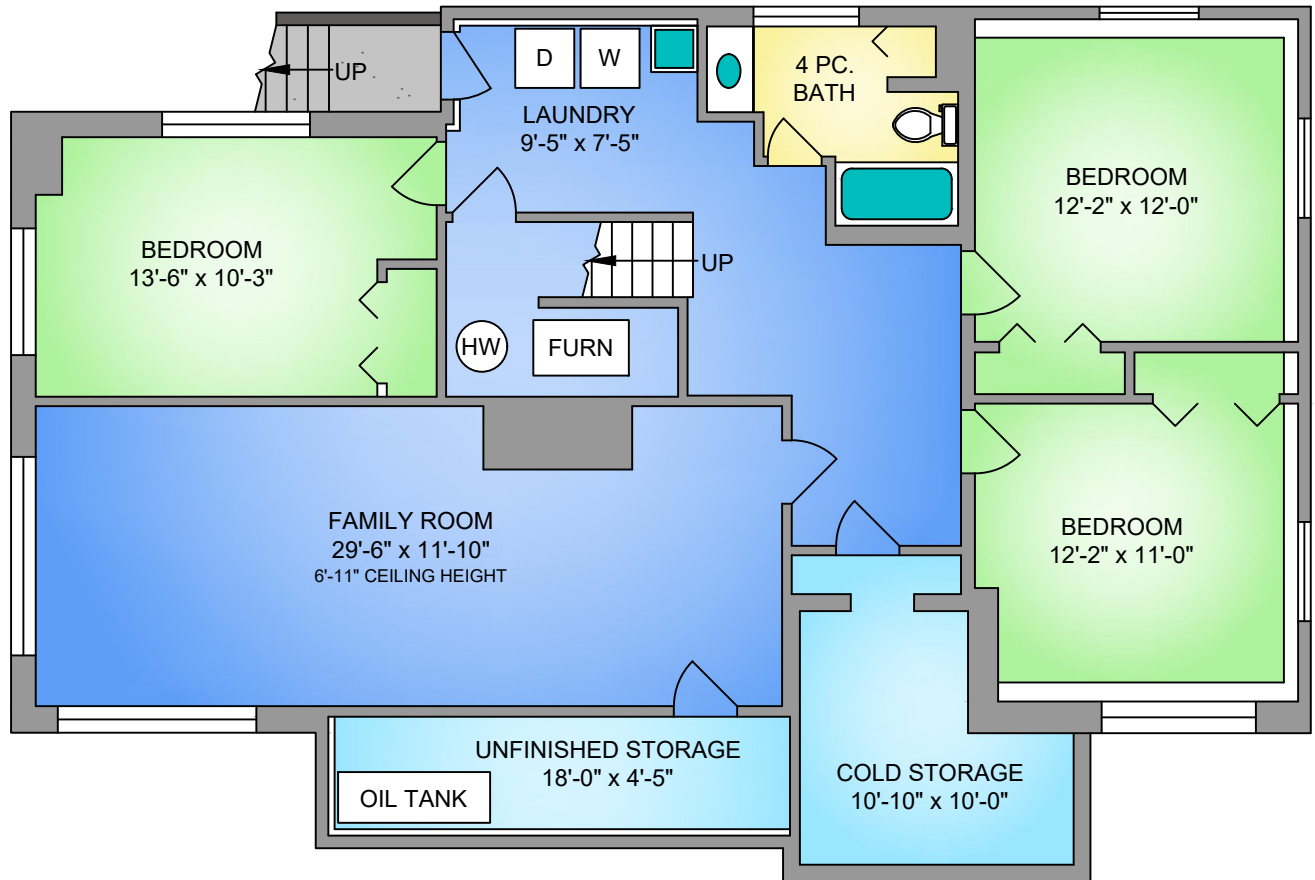 UP
D
W
LAUNDRY
9'-5" x 7'-5"
4 PC.
BATH
BEDROOM
12'-2" x 12'-0"
BEDROOM
13'-6" x 10'-3"
UP
HW
FURN
FAMILY ROOM
29'-6" x 11'-10"
6'-11" CEILING HEIGHT
BEDROOM
12'-2" x 11'-0"
UNFINISHED STORAGE
18'-0" x 4'-5"
OIL TANK
COLD STORAGE
10'-10" x 10'-0"